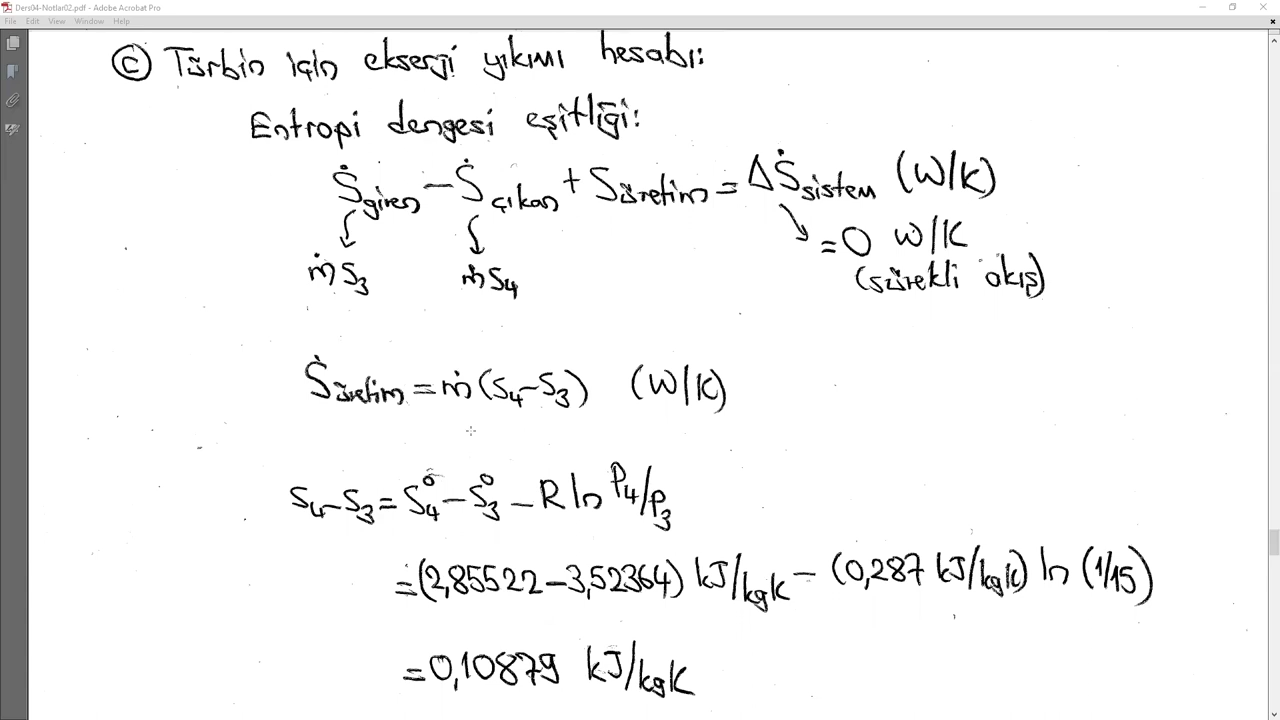 Ders04-Notlar02.pdf - Adobe Acrobat Pro
File Edit View Window Help
ⓒ Türbin için ekserji yıkımı hesabı:
Entropi dengesi eşitliği:
Ṡgiren - Ṡçıkan + Süretim = ΔṠsistem (W/K)
ṁS₃ ṁS₄ = 0 W/K
(sürekli akış)
Ṡüretim = ṁ(S₄-S₃) (W/K)
S₄-S₃ = S₄⁰ - S₃⁰ - R ln P₄/P₃
= (2,85522 - 3,52364) kJ/kgK - (0,287 kJ/kgK) ln (1/15)
= 0,10879 kJ/kgK